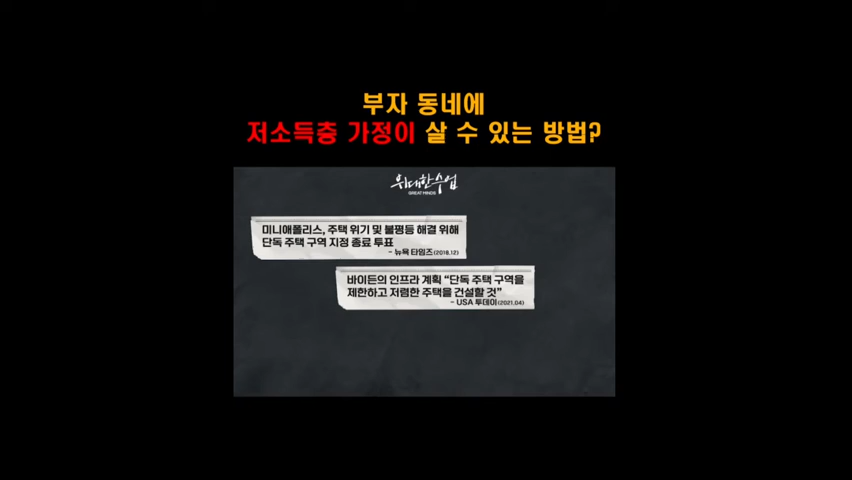 부자 동네에
저소득층 가정이 살 수 있는 방법?
위대한수업
GREAT MINDS
미니애폴리스, 주택 위기 및 불평등 해결 위해
단독 주택 구역 지정 종료 투표
- 뉴욕 타임즈(2018.12)
바이든의 인프라 계획 “단독 주택 구역을
제한하고 저렴한 주택을 건설할 것”
- USA 투데이(2021.04)